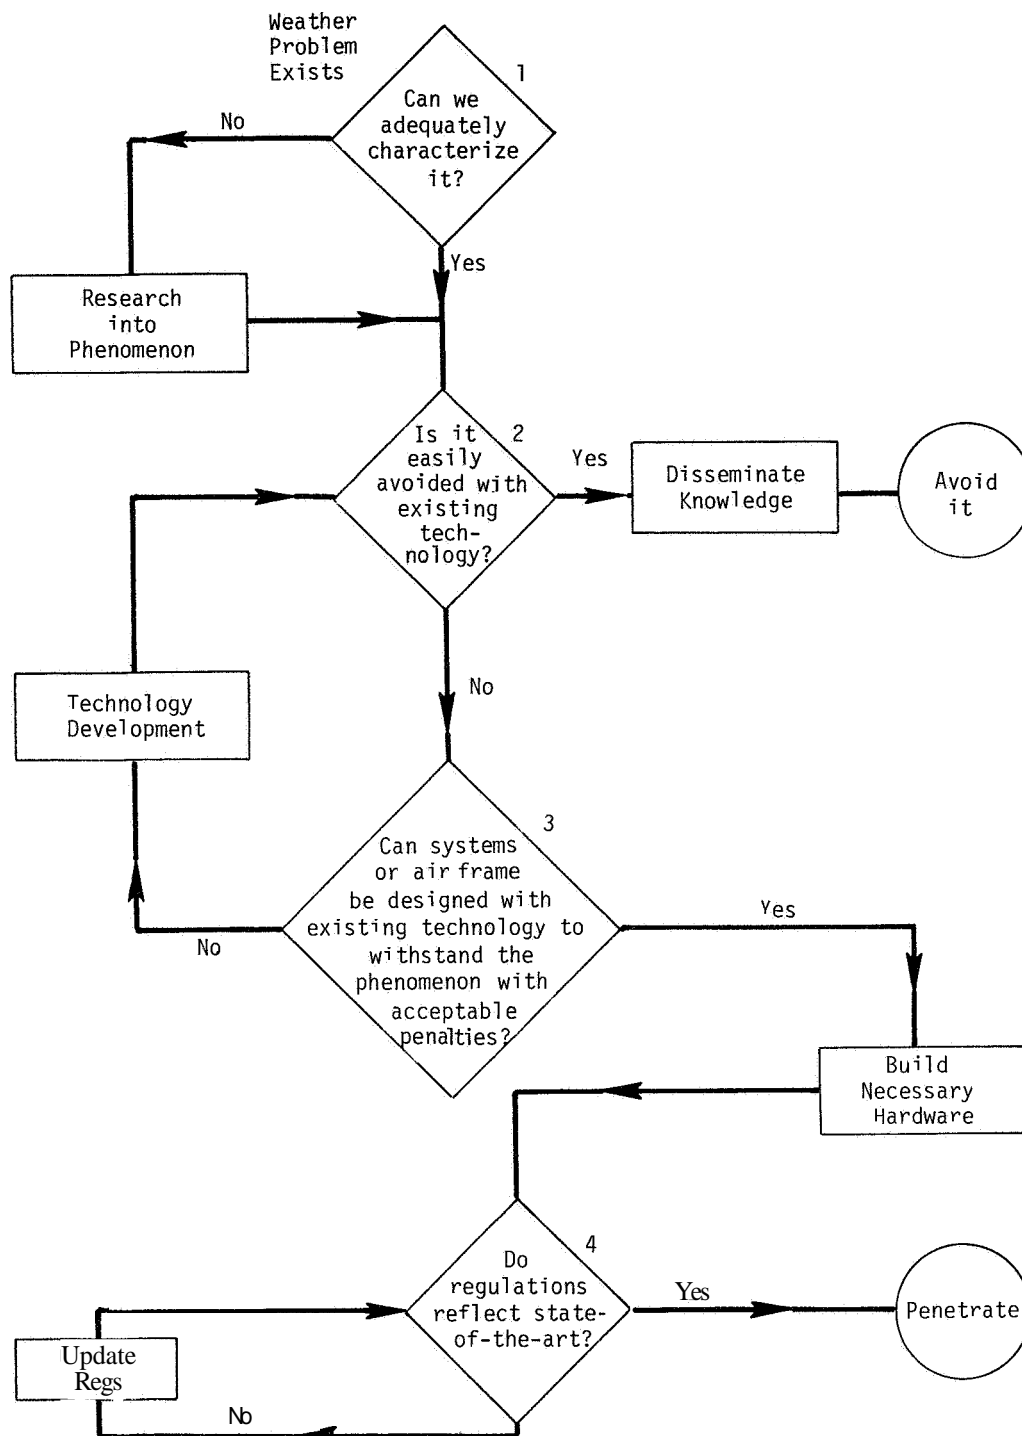 Weather
Problem
Exists
1
Can we
adequately
characterize
it?
No
Yes
Research
into
Phenomenon
2
Is it
easily
avoided with
existing
tech-
nology?
Yes
Disseminate
Knowledge
Avoid
it
No
Technology
Development
3
Can systems
or air frame
be designed with
existing technology to
withstand the
phenomenon with
acceptable
penalties?
No
Yes
Build
Necessary
Hardware
4
Do
regulations
reflect state-
of-the-art?
Yes
Penetrate
Update
Regs
No